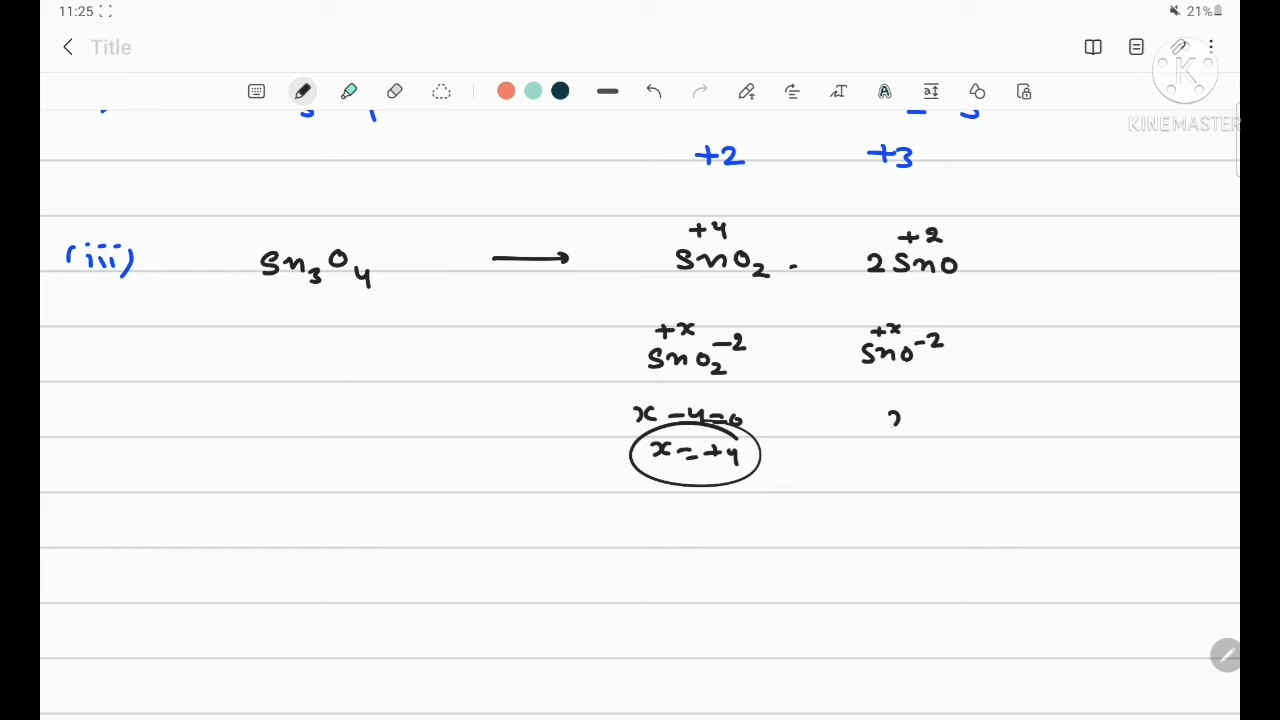 11:25 21%
Title
KINEMASTER
+2 +3
+4 +2
(iii) Sn₃O₄ → SnO₂ . 2SnO
+x +x
SnO₂⁻² SnO⁻²
x - 4 = 0
x = +4